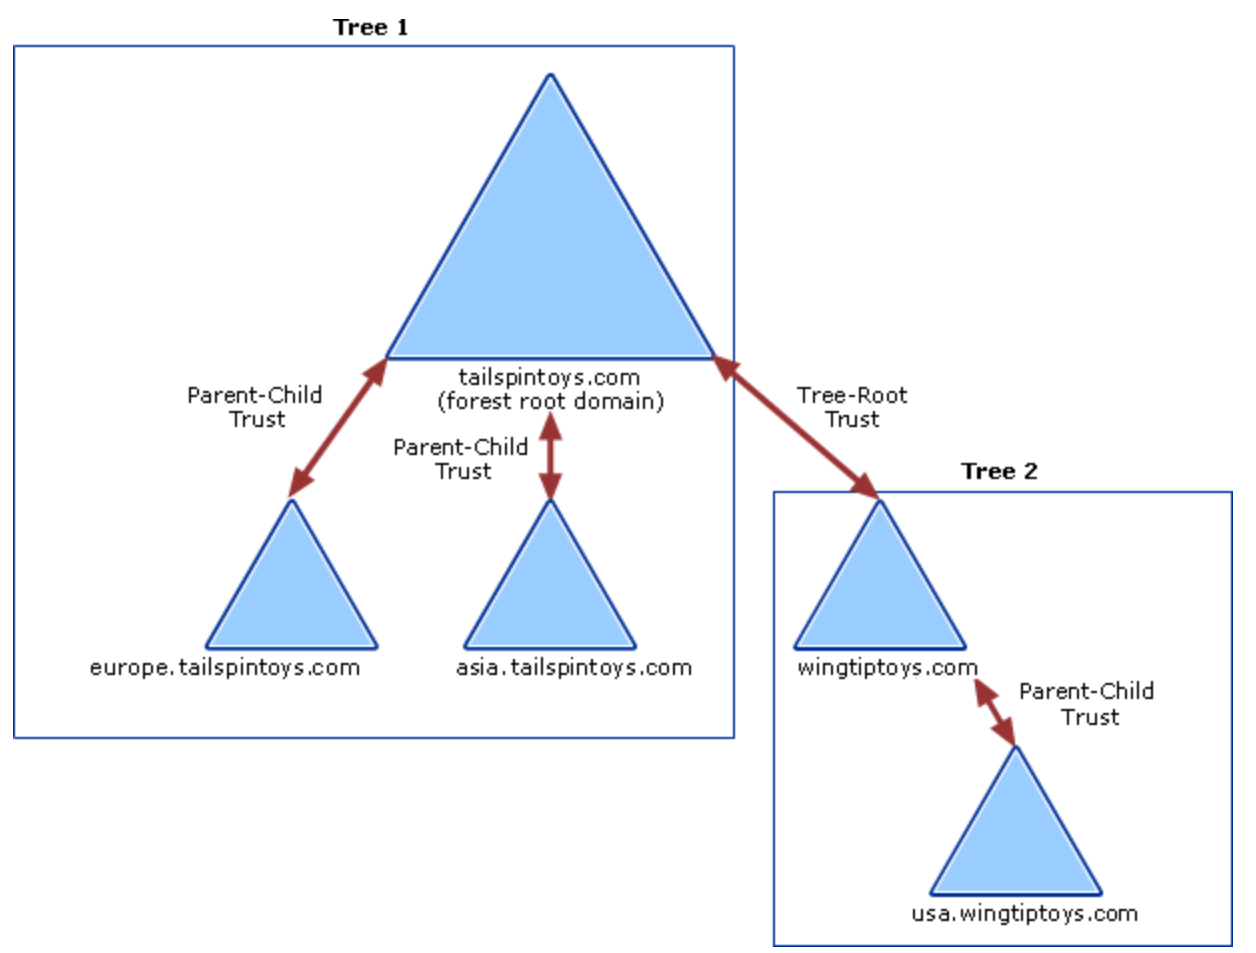 Tree 1
tailspintoys.com
(forest root domain)
Parent-Child
Trust
Parent-Child
Trust
Tree-Root
Trust
europe.tailspintoys.com
asia.tailspintoys.com
Tree 2
wingtiptoys.com
Parent-Child
Trust
usa.wingtiptoys.com